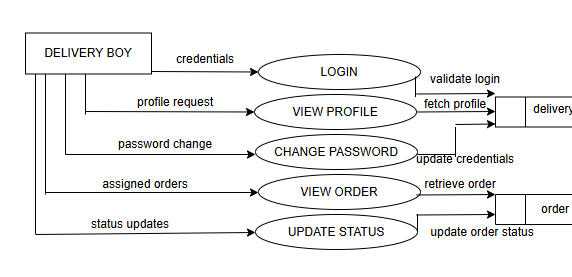 DELIVERY BOY
credentials
LOGIN
validate login
profile request
VIEW PROFILE
fetch profile
delivery
password change
CHANGE PASSWORD
update credentials
assigned orders
VIEW ORDER
retrieve order
order
status updates
UPDATE STATUS
update order status